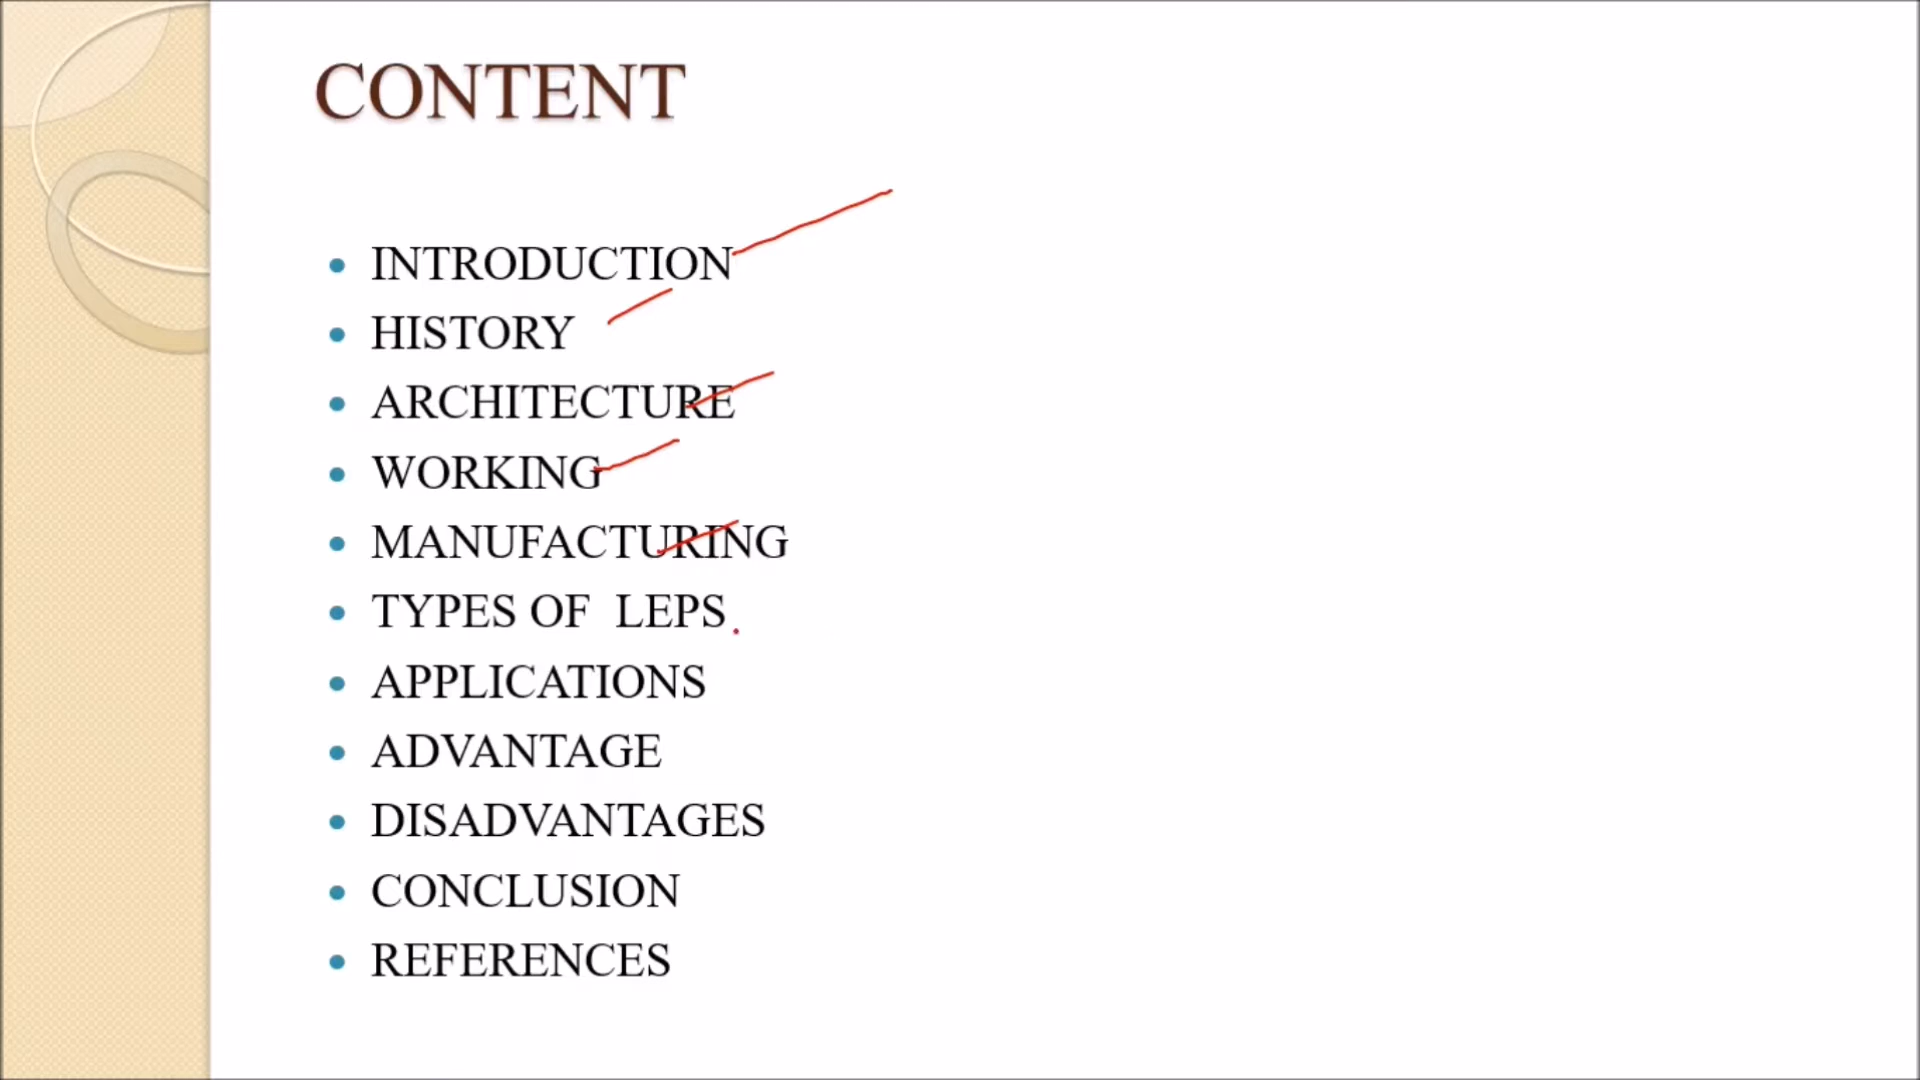 CONTENT
INTRODUCTION
HISTORY
ARCHITECTURE
WORKING
MANUFACTURING
TYPES OF LEPS
APPLICATIONS
ADVANTAGE
DISADVANTAGES
CONCLUSION
REFERENCES